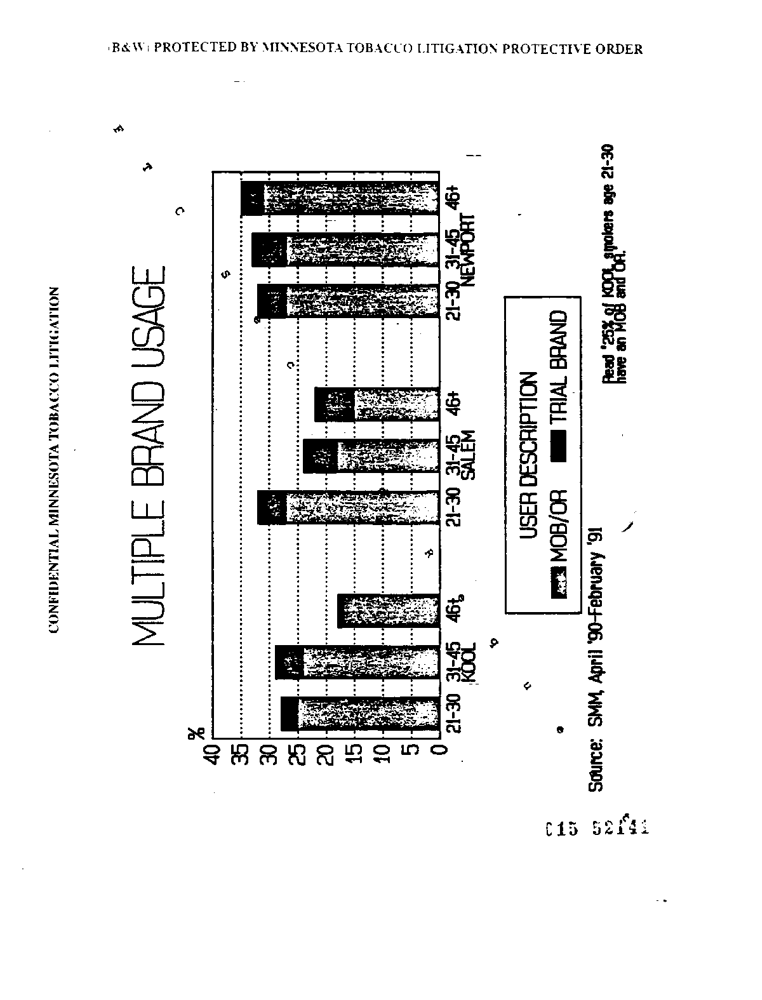 (B&W) PROTECTED BY MINNESOTA TOBACCO LITIGATION PROTECTIVE ORDER
CONFIDENTIAL MINNESOTA TOBACCO LITIGATION
MULTIPLE BRAND USAGE
%
40
35
30
25
20
15
10
5
0
21-30 31-45 46+ 21-30 31-45 46+ 21-30 31-45 46+
KOOL SALEM NEWPORT
USER DESCRIPTION
MOB/OR TRIAL BRAND
Source: SMM, April '90-February '91
Read "25% of KOOL smokers age 21-30
have an MOB and OR."
015 52141